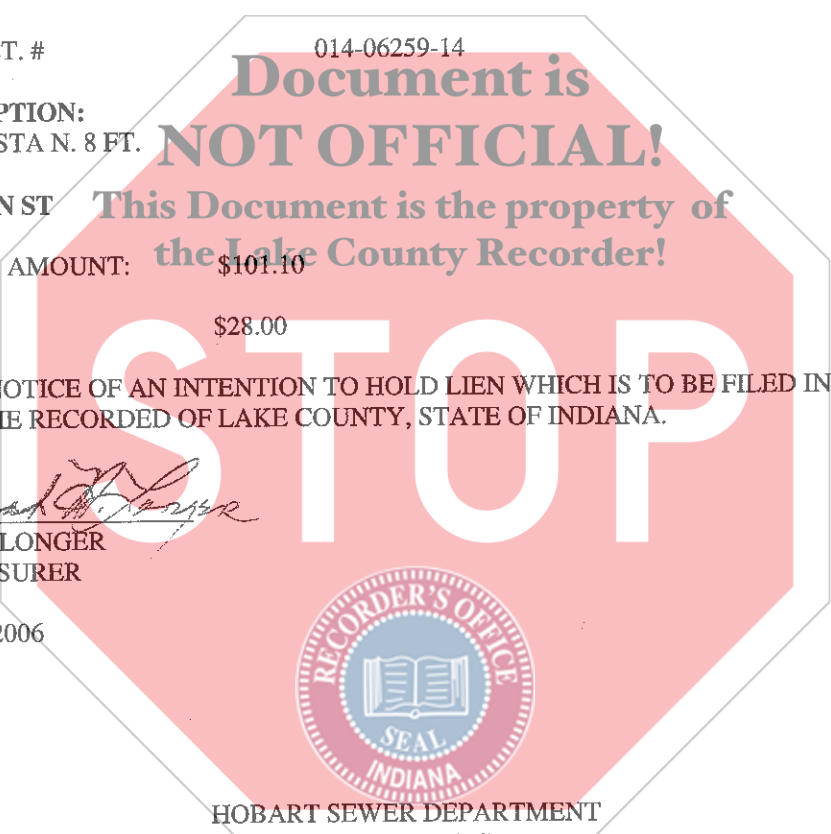 T. # 014-06259-14
Document is
PTION:
STA N. 8 FT.
NOT OFFICIAL!
N ST
This Document is the property of
AMOUNT: $101.10
the Lake County Recorder!
$28.00
STOP
NOTICE OF AN INTENTION TO HOLD LIEN WHICH IS TO BE FILED IN
IE RECORDED OF LAKE COUNTY, STATE OF INDIANA.
LONGER
SURER
2006
RECORDER'S OFFICE
SEAL
INDIANA
HOBART SEWER DEPARTMENT